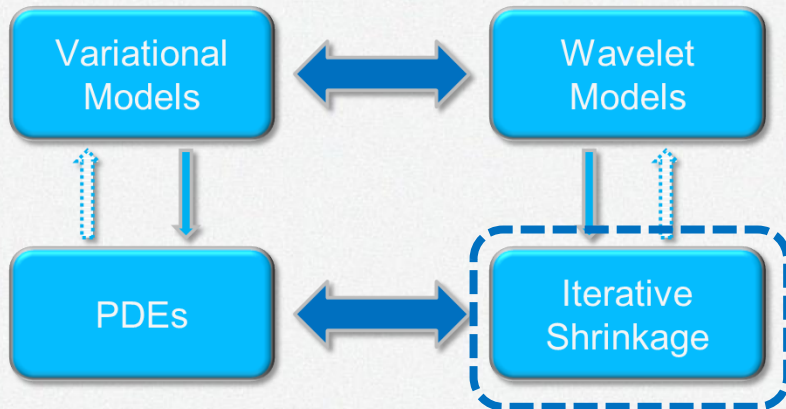 Variational
Models
Wavelet
Models
PDEs
Iterative
Shrinkage